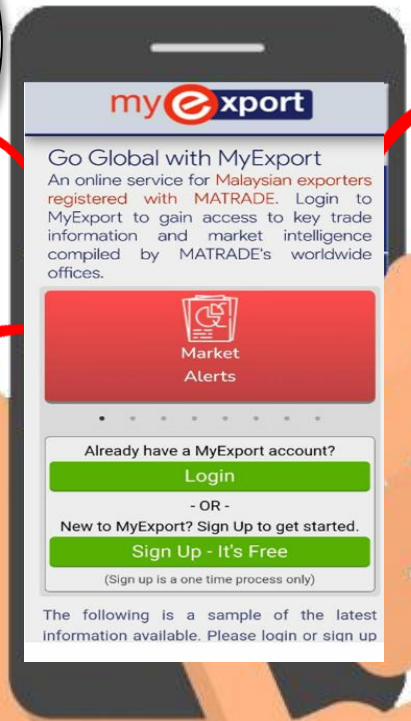 myexport
Go Global with MyExport
An online service for Malaysian exporters
registered with MATRADE. Login to
MyExport to gain access to key trade
information and market intelligence
compiled by MATRADE's worldwide
offices.
Market
Alerts
Already have a MyExport account?
Login
- OR -
New to MyExport? Sign Up to get started.
Sign Up - It's Free
(Sign up is a one time process only)
The following is a sample of the latest
information available. Please login or sign up